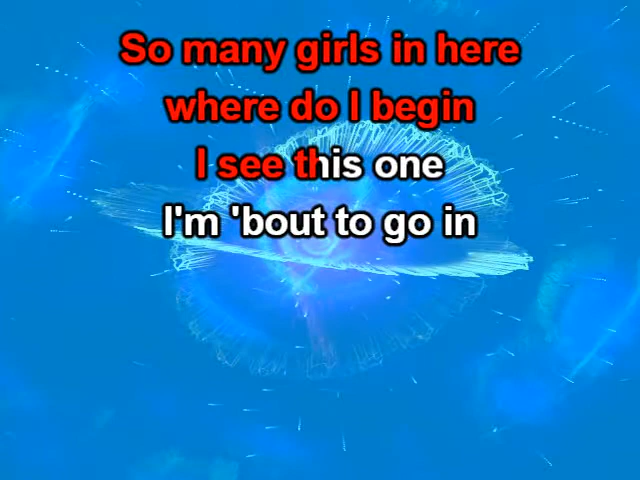 So many girls in here
where do I begin
I see this one
I'm 'bout to go in